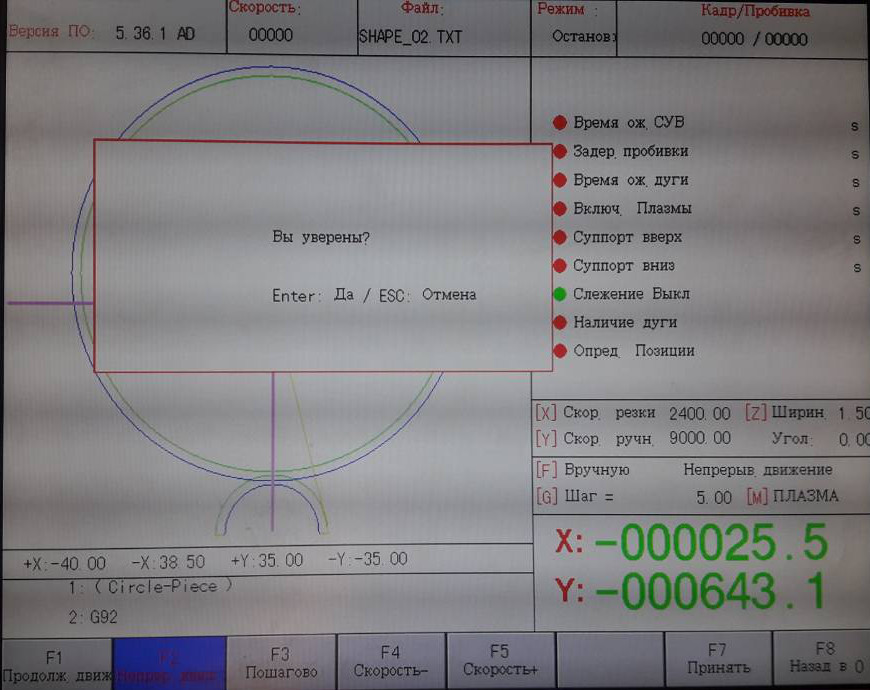 Версия ПО: 5.36.1 AD
Скорость:
00000
Файл:
SHAPE_02.TXT
Режим :
Останов
Кадр/Пробивка
00000 / 00000
Время ож. СУВ s
Задер. пробивки s
Время ож. дуги s
Включ. Плазмы s
Суппорт вверх s
Суппорт вниз s
Слежение Выкл
Наличие дуги
Опред. Позиции
Вы уверены?
Enter: Да / ESC: Отмена
[X] Скор. резки 2400.00 [Z] Ширин. 1.50
[Y] Скор. ручн. 9000.00 Угол: 0.00
[F] Вручную Непрерыв.движение
[G] Шаг = 5.00 [M] ПЛАЗМА
X: -000025.5
Y: -000643.1
+X:-40.00 -X:38.50 +Y:35.00 -Y:-35.00
1: (Circle-Piece )
2: G92
F1
Продолж.движ
F2
Непрер.движ.
F3
Пошагово
F4
Скорость-
F5
Скорость+
F7
Принять
F8
Назад в 0